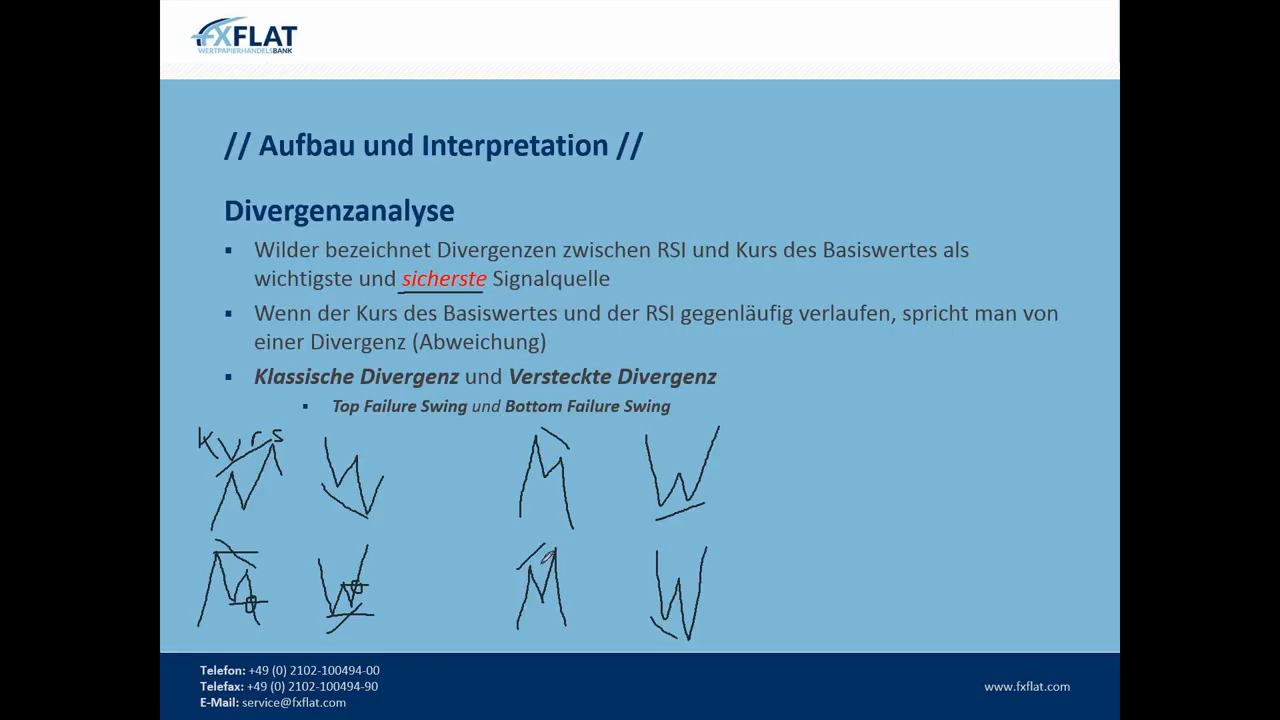 FXFLAT
WERTPAPIERHANDELSBANK
// Aufbau und Interpretation //
Divergenzanalyse
▪ Wilder bezeichnet Divergenzen zwischen RSI und Kurs des Basiswertes als
wichtigste und sicherste Signalquelle
▪ Wenn der Kurs des Basiswertes und der RSI gegenläufig verlaufen, spricht man von
einer Divergenz (Abweichung)
▪ Klassische Divergenz und Versteckte Divergenz
▪ Top Failure Swing und Bottom Failure Swing
Kurs
Telefon: +49 (0) 2102-100494-00
Telefax: +49 (0) 2102-100494-90
E-Mail: service@fxflat.com
www.fxflat.com